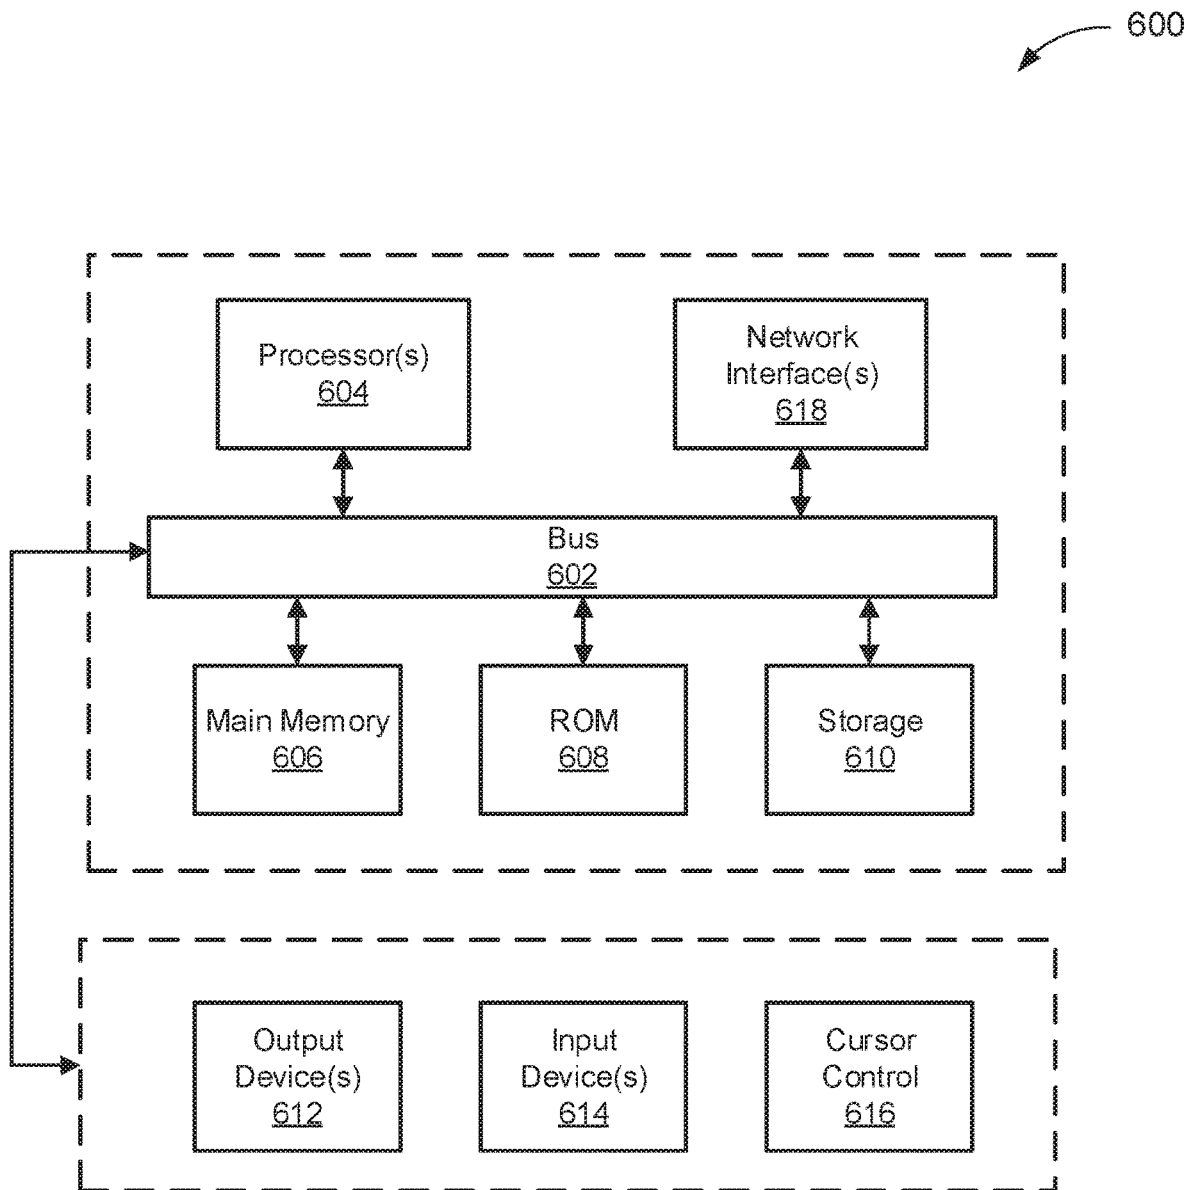 600
Processor(s)
604
Network
Interface(s)
618
Bus
602
Main Memory
606
ROM
608
Storage
610
Output
Device(s)
612
Input
Device(s)
614
Cursor
Control
616